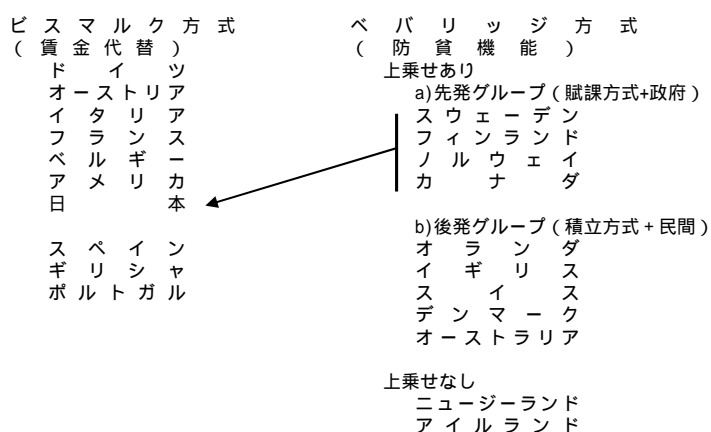 ビスマルク方式
(賃金代替)
ドイツ
オーストリア
イタリア
フランス
ベルギー
アメリカ
日本
スペイン
ギリシャ
ポルトガル
ベバリッジ方式
(防貧機能)
上乗せあり
a)先発グループ(賦課方式+政府)
スウェーデン
フィンランド
ノルウェイ
カナダ
b)後発グループ(積立方式+民間)
オランダ
イギリス
スイス
デンマーク
オーストラリア
上乗せなし
ニュージーランド
アイルランド